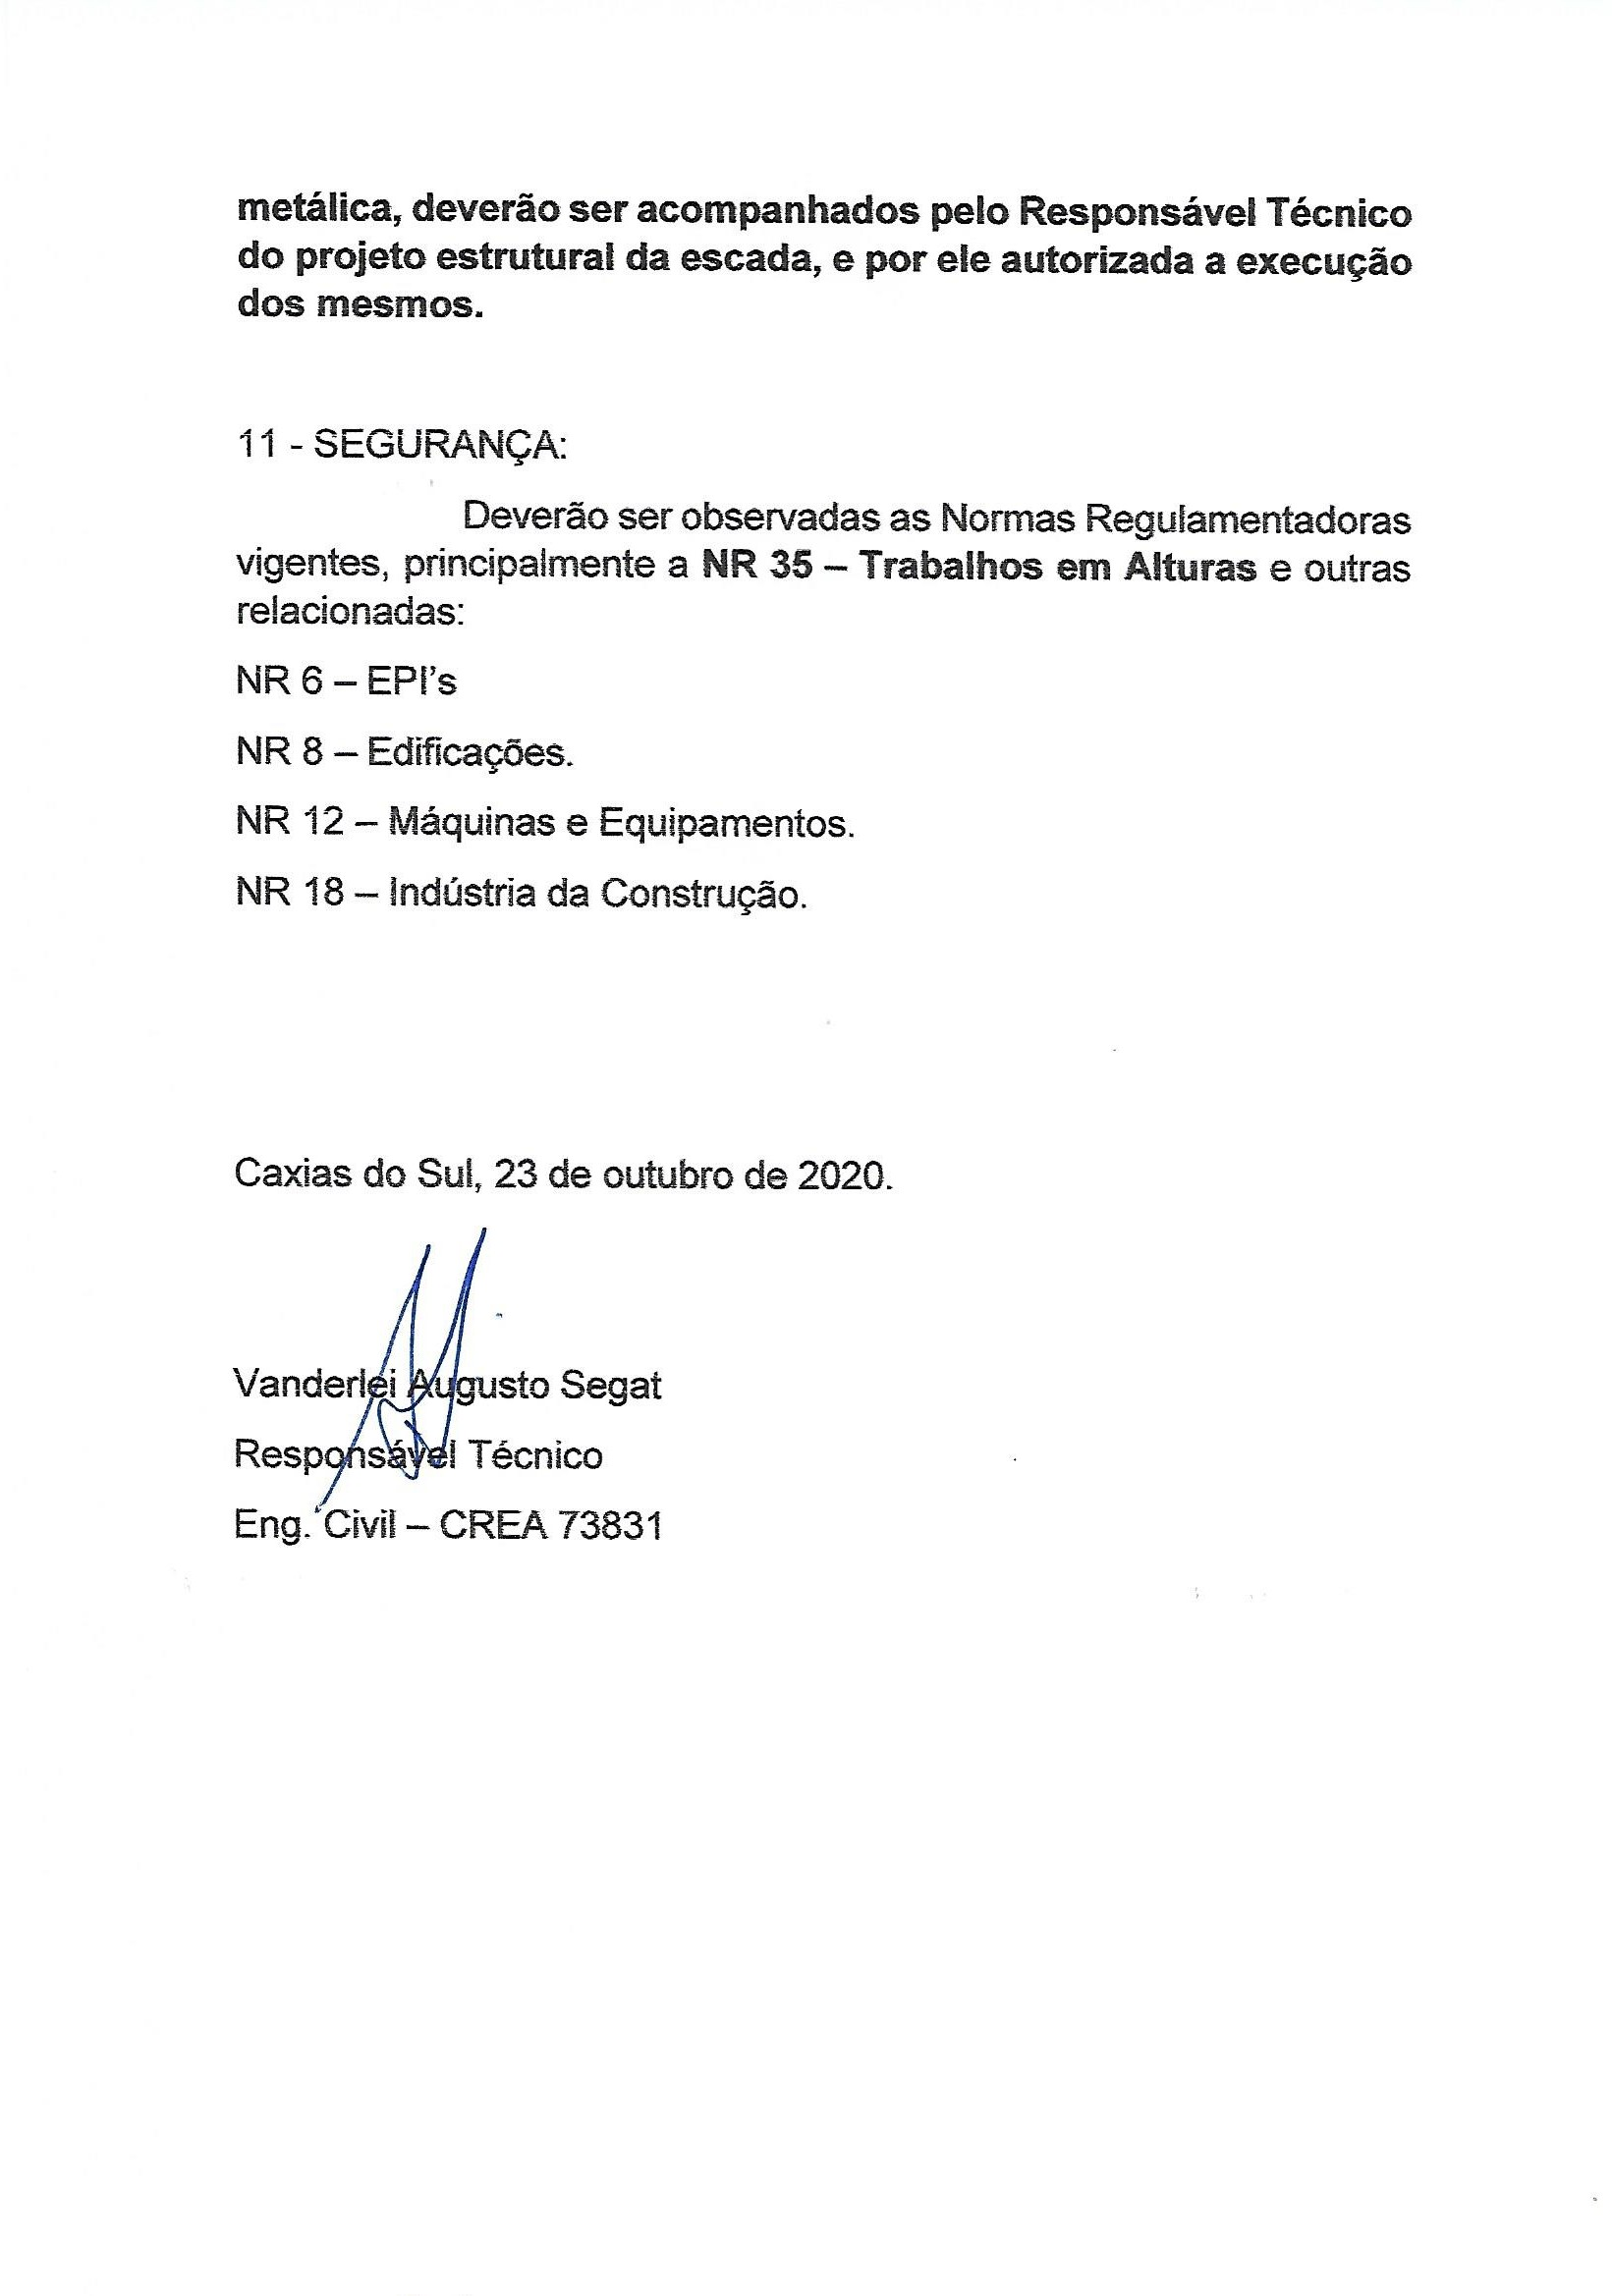 metálica, deverão ser acompanhados pelo Responsável Técnico
do projeto estrutural da escada, e por ele autorizada a execução
dos mesmos.
11 - SEGURANÇA:
Deverão ser observadas as Normas Regulamentadoras
vigentes, principalmente a NR 35 – Trabalhos em Alturas e outras
relacionadas:
NR 6 – EPI's
NR 8 – Edificações.
NR 12 – Máquinas e Equipamentos.
NR 18 – Indústria da Construção.
Caxias do Sul, 23 de outubro de 2020.
Vanderlei Augusto Segat
Responsável Técnico
Eng. Civil – CREA 73831